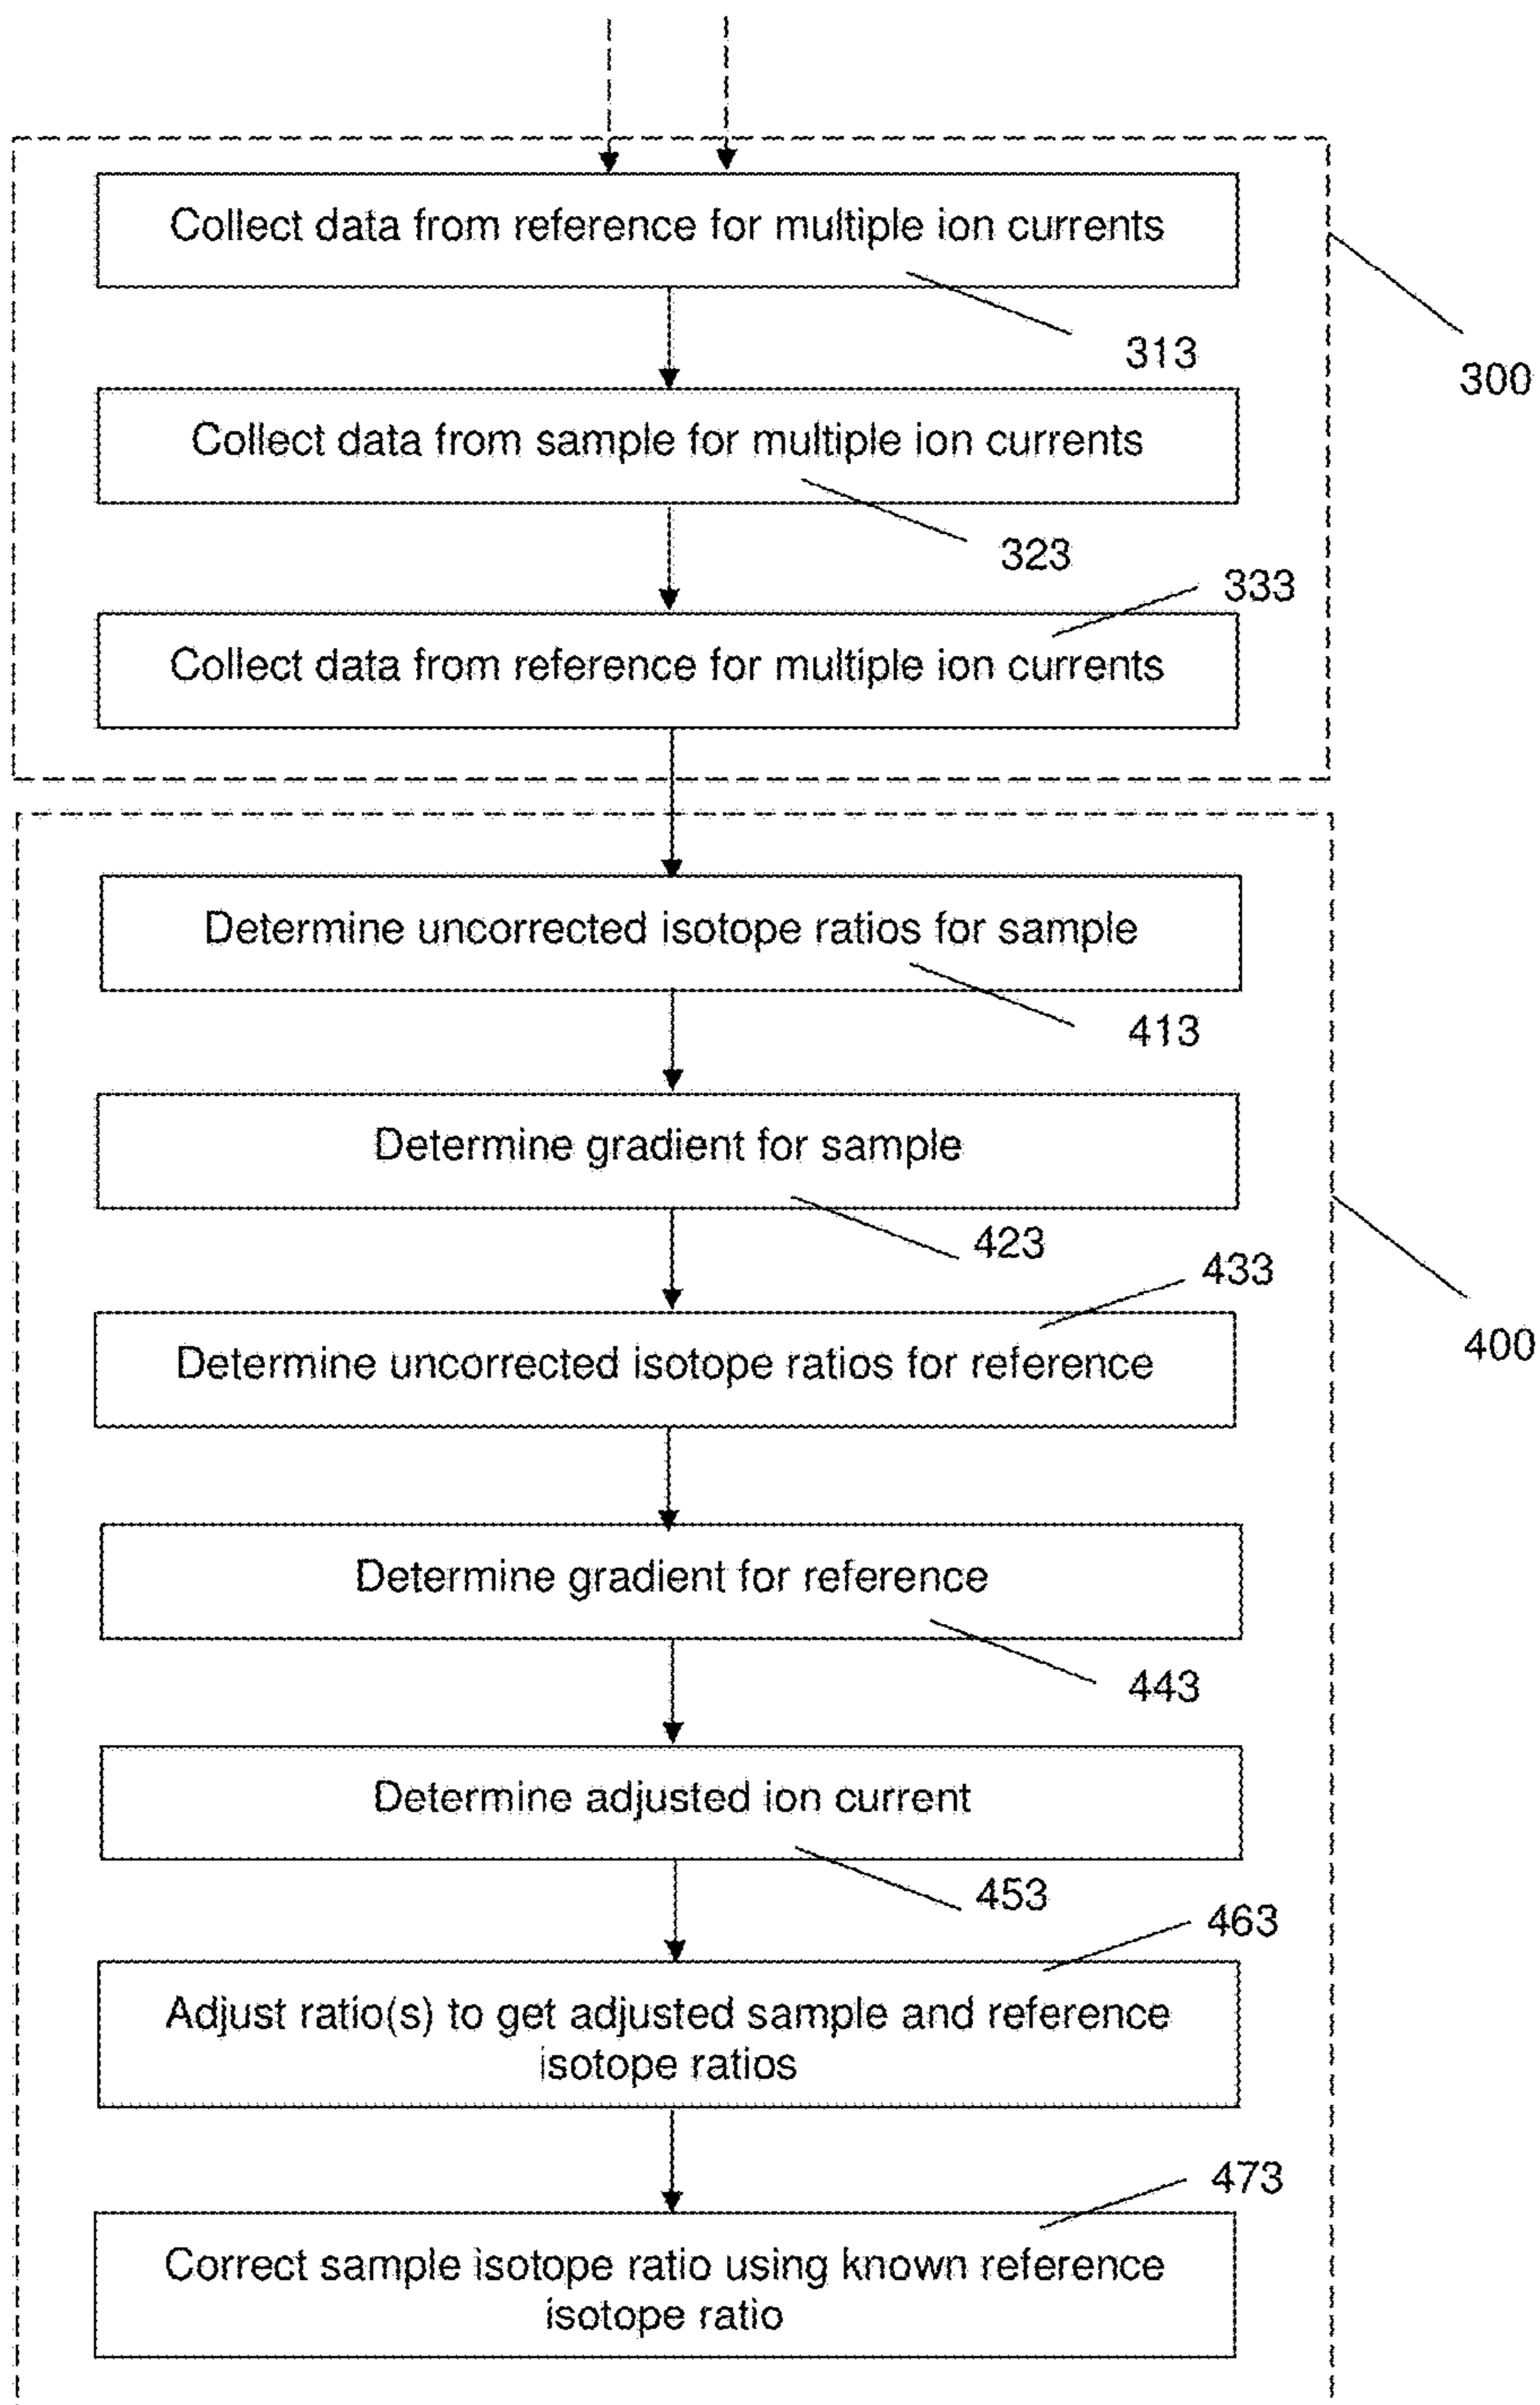 Collect data from reference for multiple ion currents
313
300
Collect data from sample for multiple ion currents
323
333
Collect data from reference for multiple ion currents
Determine uncorrected isotope ratios for sample
413
Determine gradient for sample
423
433
400
Determine uncorrected isotope ratios for reference
Determine gradient for reference
443
Determine adjusted ion current
453
463
Adjust ratio(s) to get adjusted sample and reference
isotope ratios
473
Correct sample isotope ratio using known reference
isotope ratio